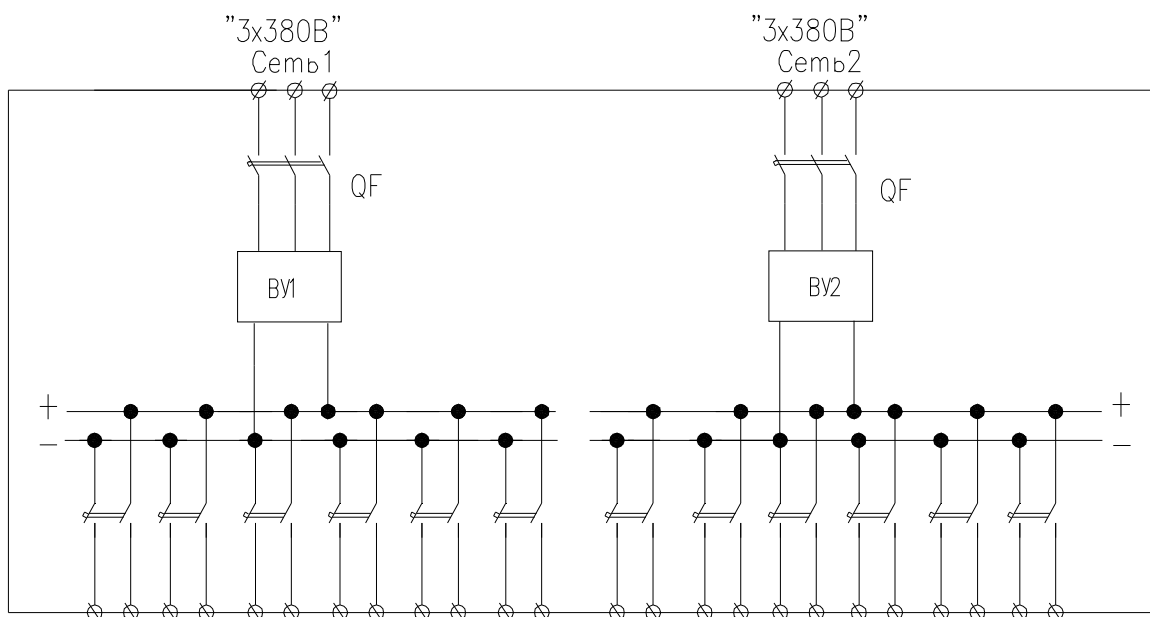 "3х380В"
Сеть1
QF
ВУ1
+
−
"3х380В"
Сеть2
QF
ВУ2
+
−